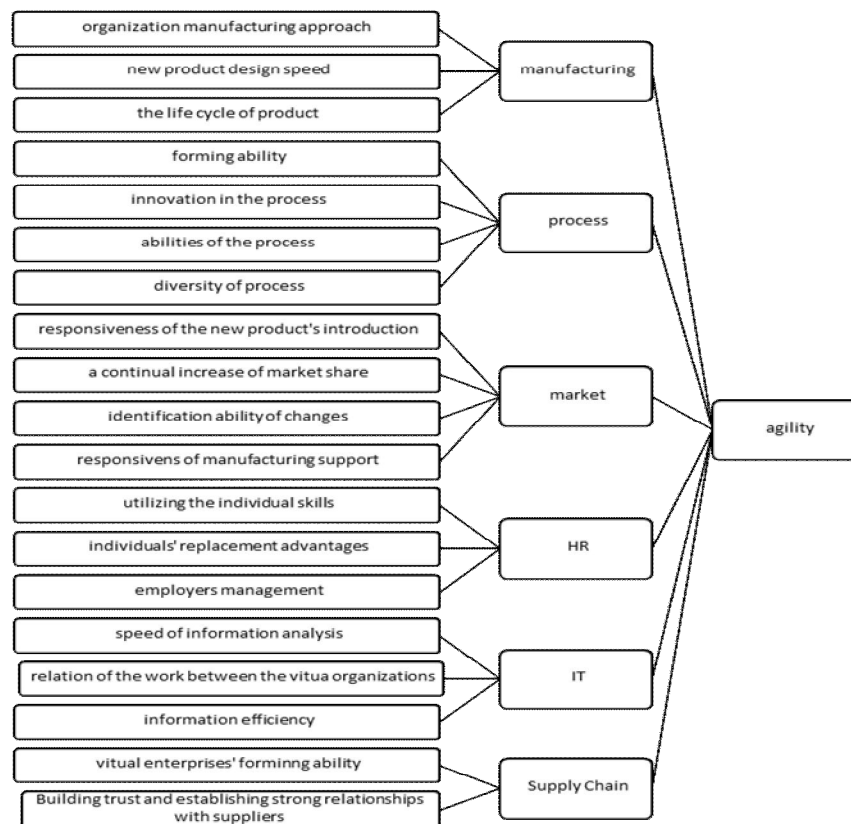 organization manufacturing approach
new product design speed
the life cycle of product
manufacturing
forming ability
innovation in the process
abilities of the process
diversity of process
process
responsiveness of the new product's introduction
a continual increase of market share
identification ability of changes
responsivens of manufacturing support
market
utilizing the individual skills
individuals' replacement advantages
employers management
HR
speed of information analysis
relation of the work between the vitua organizations
information efficiency
IT
vitual enterprises' forminng ability
Building trust and establishing strong relationships
with suppliers
Supply Chain
agility